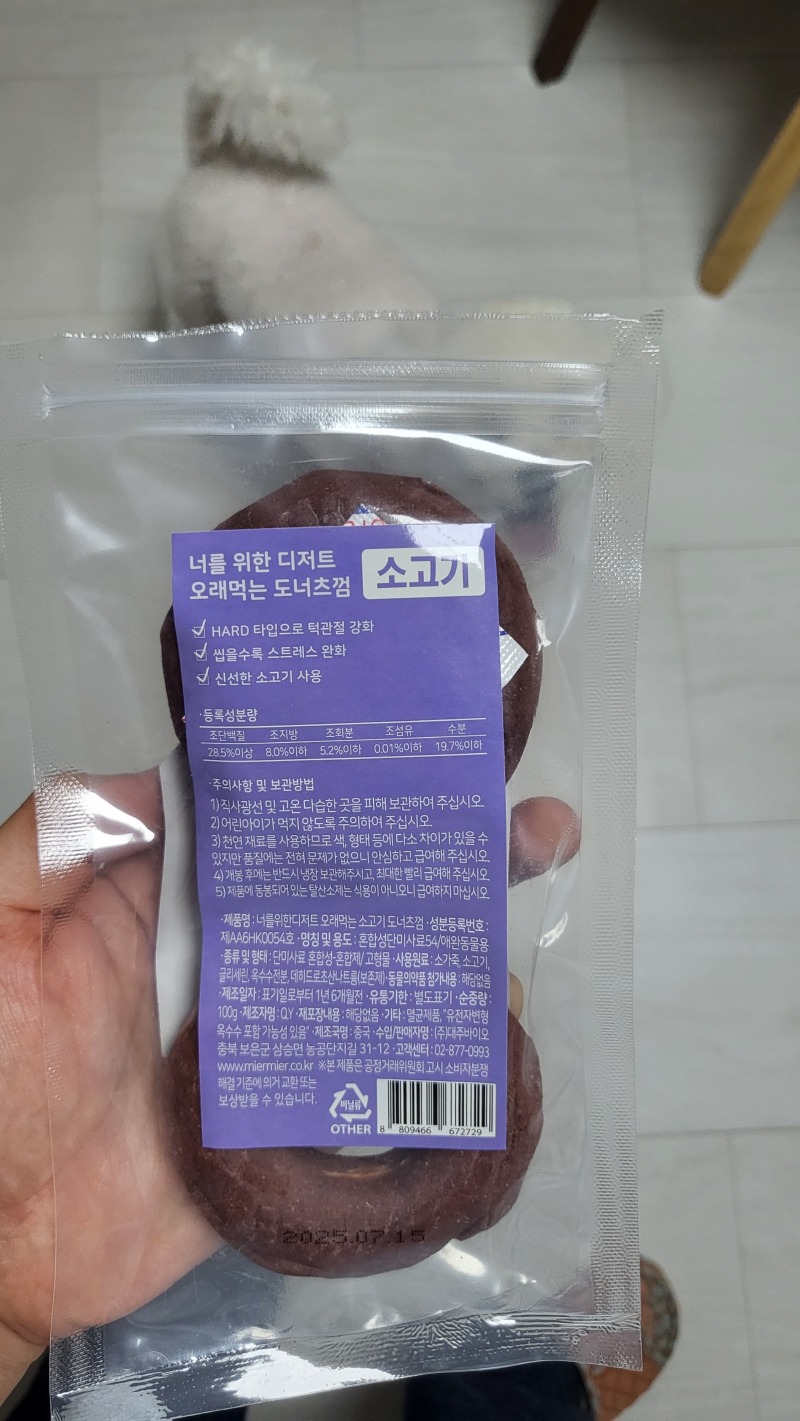 너를 위한 디저트
오래먹는 도너츠껌
소고기
HARD 타입으로 턱관절 강화
씹을수록 스트레스 완화
신선한 소고기 사용
·등록성분량
조단백질 조지방 조회분 조섬유 수분
28.5%이상 8.0%이하 5.2%이하 0.01%이하 19.7%이하
·주의사항 및 보관방법
1) 직사광선 및 고온 다습한 곳을 피해 보관하여 주십시오.
2) 어린아이가 먹지 않도록 주의하여 주십시오.
3) 천연 재료를 사용하므로 색, 형태 등에 다소 차이가 있을 수
있지만 품질에는 전혀 문제가 없으니 안심하고 급여해 주십시오.
4) 개봉 후에는 반드시 냉장 보관해주시고, 최대한 빨리 급여해 주십시오.
5) 제품에 동봉되어 있는 탈산소제는 식용이 아니오니 급여하지 마십시오.
·제품명 : 너를위한디저트 오래먹는 소고기 도너츠껌 ·성분등록번호 :
제AA6HK0054호 ·명칭 및 용도 : 혼합성단미사료54/애완동물용
·종류 및 형태 : 단미사료 혼합성-혼합제/ 고형물 ·사용원료 : 소가죽, 소고기,
글리세린, 옥수수전분, 데히드로초산나트륨(보존제) ·동물의약품 첨가내용 : 해당없음
·제조일자 : 표기일로부터 1년 6개월전 ·유통기한 : 별도표기 ·순중량 :
100g ·제조자명 : QLY ·재포장내용 : 해당없음 ·기타 : 멸균제품, "유전자변형
옥수수 포함 가능성 있음" ·제조국명 : 중국 ·수입/판매자명 : (주)대주바이오
충북 보은군 삼승면 농공단지길 31-12 ·고객센터 : 02-877-0993
www.miermier.co.kr ※본 제품은 공정거래위원회 고시 소비자분쟁
해결 기준에 의거 교환 또는
보상받을 수 있습니다.
비닐류
OTHER
8 809466 672729
2025.07.15